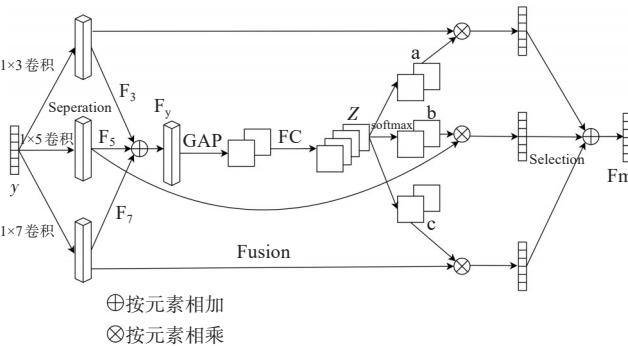 1×3卷积
F3
a
Seperation
Fy
Z
1×5卷积
F5
GAP
FC
softmax
b
y
Selection
Fm
F7
c
1×7卷积
Fusion
⊕按元素相加
⊗按元素相乘